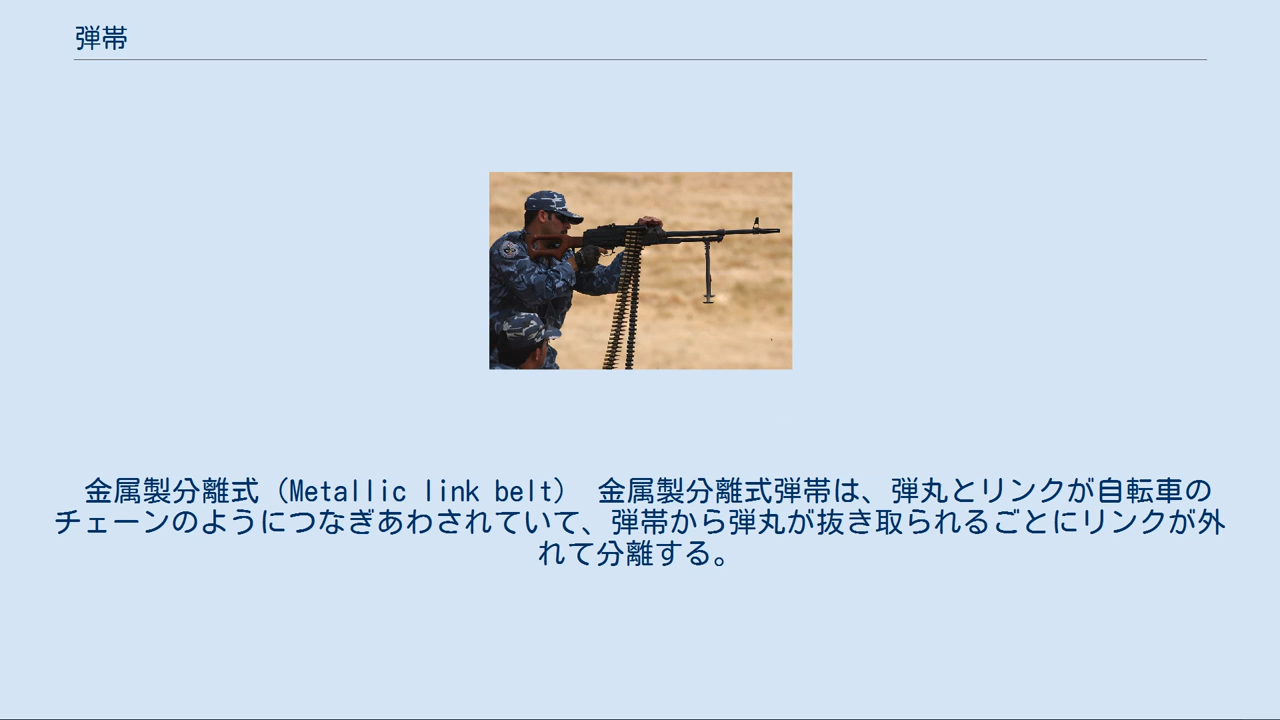 弾帯
金属製分離式（Metallic link belt） 金属製分離式弾帯は、弾丸とリンクが自転車の
チェーンのようにつなぎあわされていて、弾帯から弾丸が抜き取られるごとにリンクが外
れて分離する。